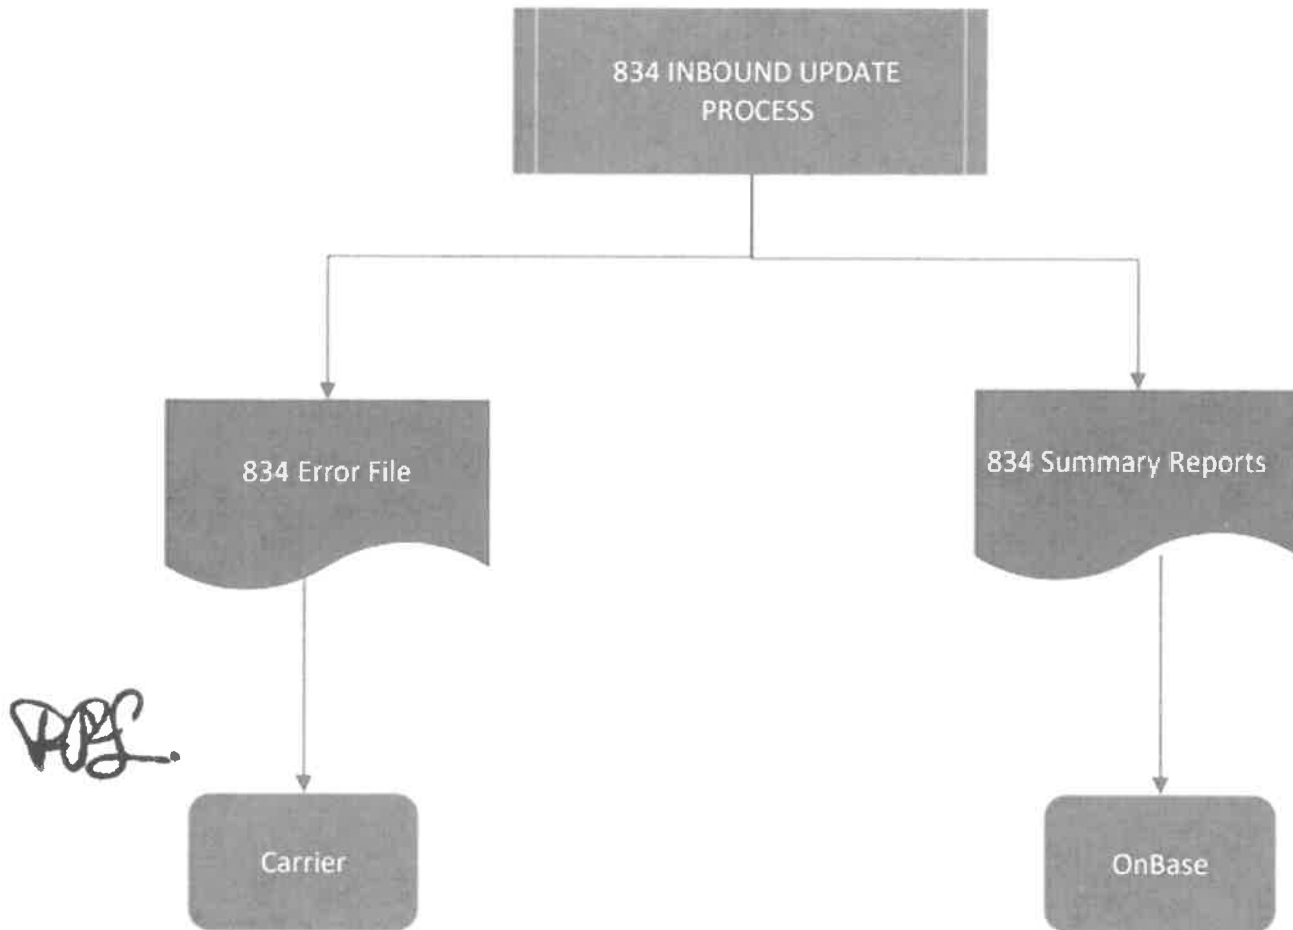 834 INBOUND UPDATE
PROCESS
834 Error File
834 Summary Reports
Carrier
OnBase